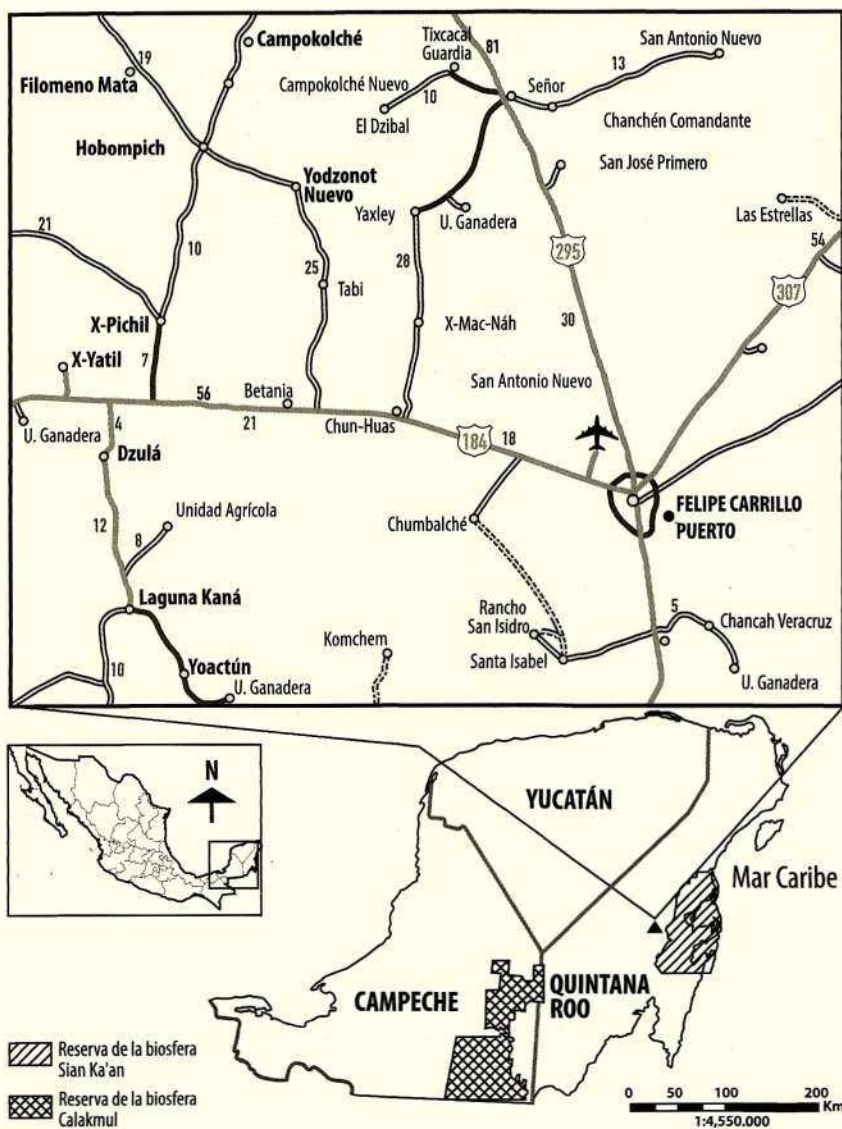 19
Campokolché
Filomeno Mata
Tixcacal
Guardia
81
San Antonio Nuevo
13
Campokolché Nuevo
10
Señor
El Dzibal
Chanchén Comandante
Hobompich
San José Primero
Yodzonot
Nuevo
Yaxley
U. Ganadera
Las Estrellas
21
10
25
28
295
54
307
Tabi
X-Pichil
X-Mac-Náh
30
X-Yatil
7
56
Betania
San Antonio Nuevo
4
21
Chun-Huas
184
18
U. Ganadera
Dzulá
FELIPE CARRILLO
PUERTO
Unidad Agrícola
12
8
Chumbalché
Laguna Kaná
Rancho
San Isidro
5
Chancah Veracruz
Komchem
Santa Isabel
10
Yoactún
U. Ganadera
U. Ganadera
N
YUCATÁN
Mar Caribe
CAMPECHE
QUINTANA
ROO
Reserva de la biosfera
Sian Ka'an
Reserva de la biosfera
Calakmul
0 50 100 200
Km
1:4,550.000